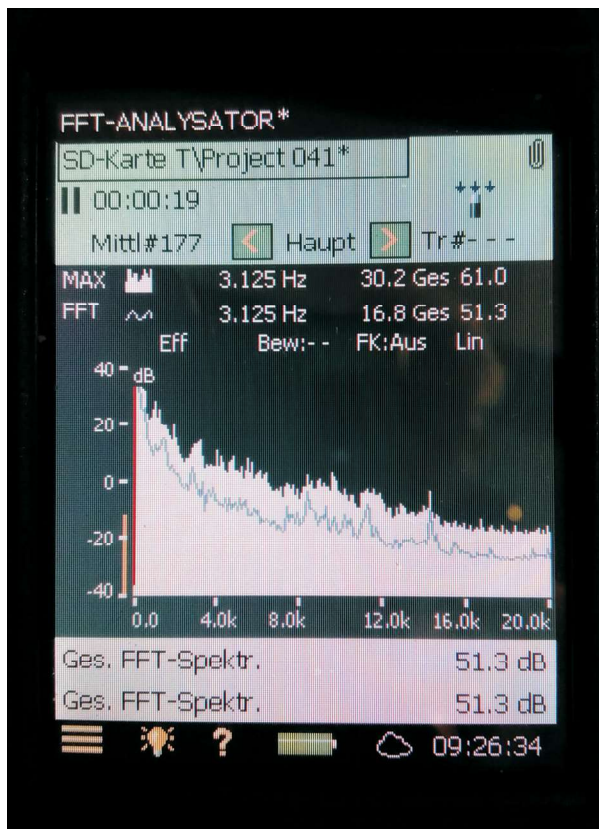 FFT-ANALYSATOR*
SD-Karte T\Project 041*
00:00:19
Mittl#177 < Haupt > Tr#- - -
MAX 3.125 Hz 30.2 Ges 61.0
FFT 3.125 Hz 16.8 Ges 51.3
Eff Bew:-- FK:Aus Lin
40
dB
20
0
-20
-40
0.0 4.0k 8.0k 12.0k 16.0k 20.0k
Ges. FFT-Spektr. 51.3 dB
Ges. FFT-Spektr. 51.3 dB
? 09:26:34